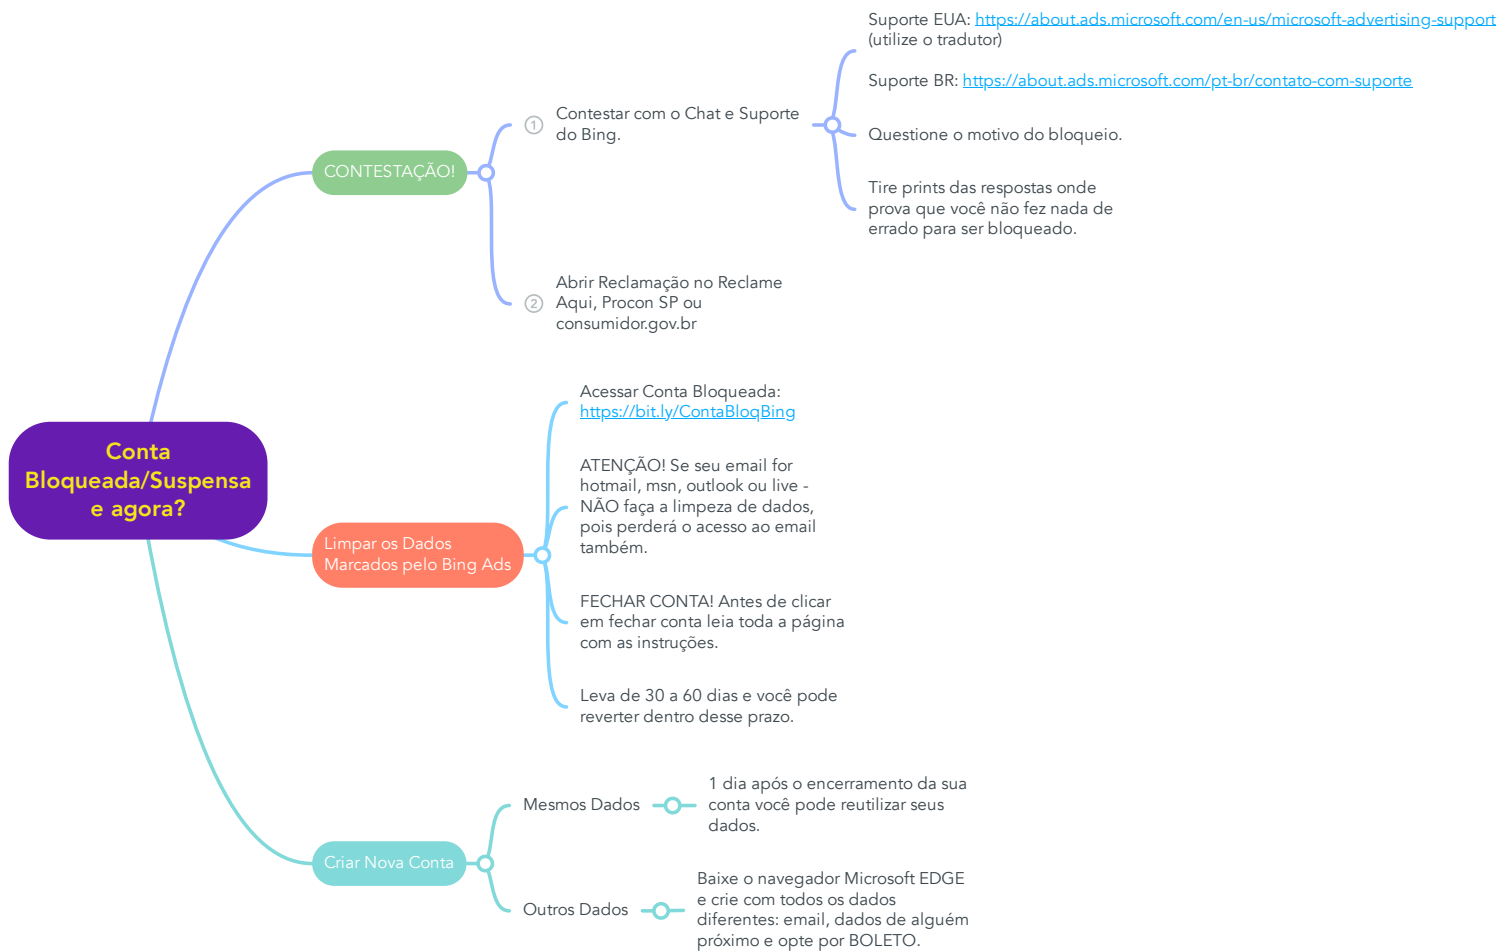 Conta
Bloqueada/Suspensa
e agora?
CONTESTAÇÃO!
1
Contestar com o Chat e Suporte
do Bing.
Suporte EUA: https://about.ads.microsoft.com/en-us/microsoft-advertising-support
(utilize o tradutor)
Suporte BR: https://about.ads.microsoft.com/pt-br/contato-com-suporte
Questione o motivo do bloqueio.
Tire prints das respostas onde
prova que você não fez nada de
errado para ser bloqueado.
2
Abrir Reclamação no Reclame
Aqui, Procon SP ou
consumidor.gov.br
Limpar os Dados
Marcados pelo Bing Ads
Acessar Conta Bloqueada:
https://bit.ly/ContaBloqBing
ATENÇÃO! Se seu email for
hotmail, msn, outlook ou live -
NÃO faça a limpeza de dados,
pois perderá o acesso ao email
também.
FECHAR CONTA! Antes de clicar
em fechar conta leia toda a página
com as instruções.
Leva de 30 a 60 dias e você pode
reverter dentro desse prazo.
Criar Nova Conta
Mesmos Dados
1 dia após o encerramento da sua
conta você pode reutilizar seus
dados.
Outros Dados
Baixe o navegador Microsoft EDGE
e crie com todos os dados
diferentes: email, dados de alguém
próximo e opte por BOLETO.